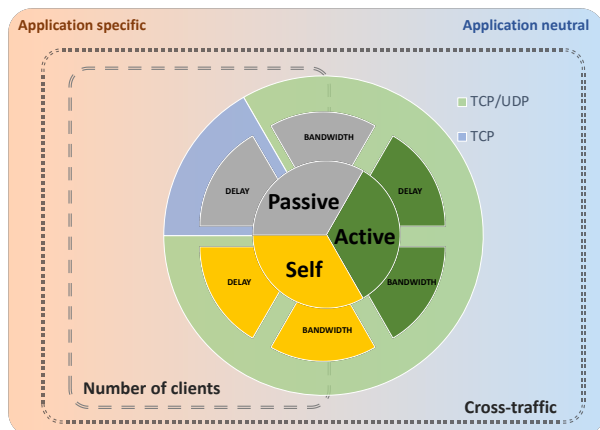 Application specific
Application neutral
TCP/UDP
TCP
BANDWIDTH
DELAY
DELAY
Passive
Active
Self
DELAY
BANDWIDTH
BANDWIDTH
Number of clients
Cross-traffic